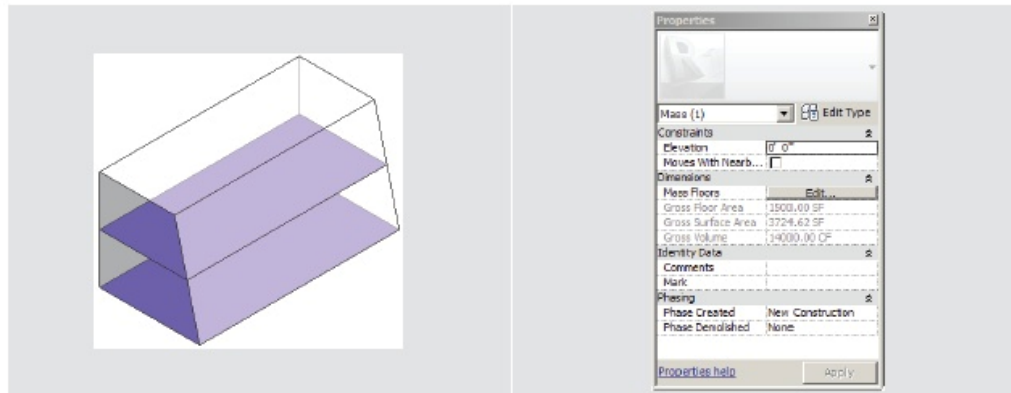 Properties
Mass (1) Edit Type
Constraints
Elevation 0' 0"
Moves With Nearb...
Dimensions
Mass Floors Edit...
Gross Floor Area 1500.00 SF
Gross Surface Area 3724.62 SF
Gross Volume 14000.00 CF
Identity Data
Comments
Mark
Phasing
Phase Created New Construction
Phase Demolished None
Properties help Apply